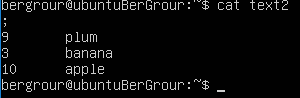 bergrour@ubuntuBerGrour:~$ cat text2
;
9	plum
3	banana
10	apple
bergrour@ubuntuBerGrour:~$ _